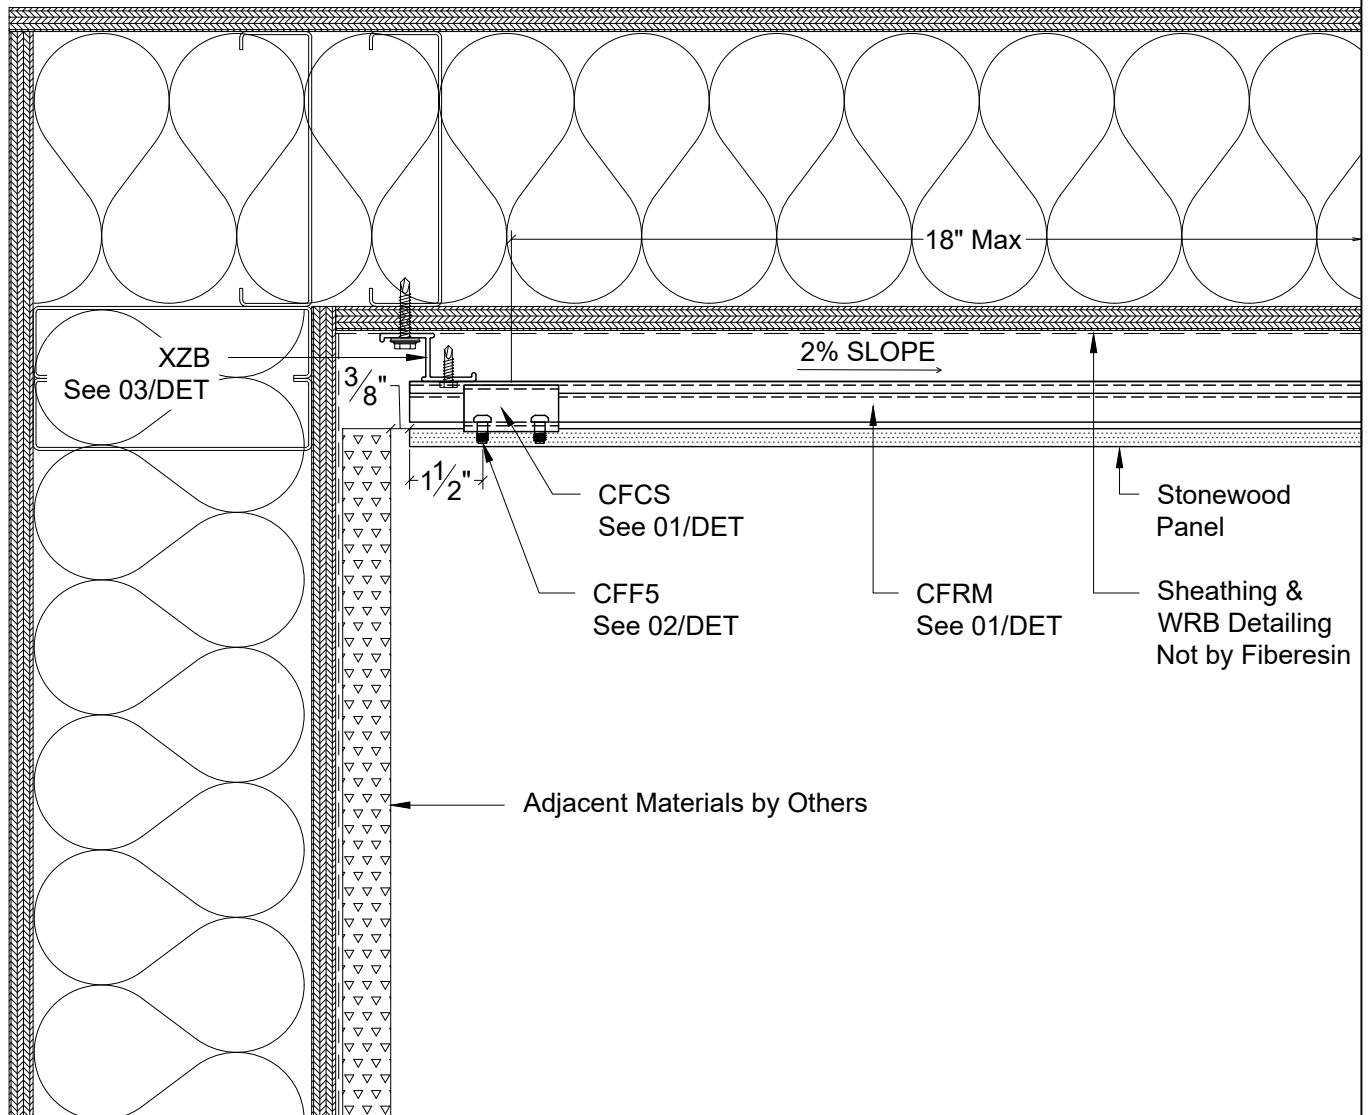 18" Max
2% SLOPE
XZB
See 03/DET
3/8"
1 1/2"
CFCS
See 01/DET
Stonewood
Panel
CFF5
See 02/DET
CFRM
See 01/DET
Sheathing &
WRB Detailing
Not by Fiberesin
Adjacent Materials by Others